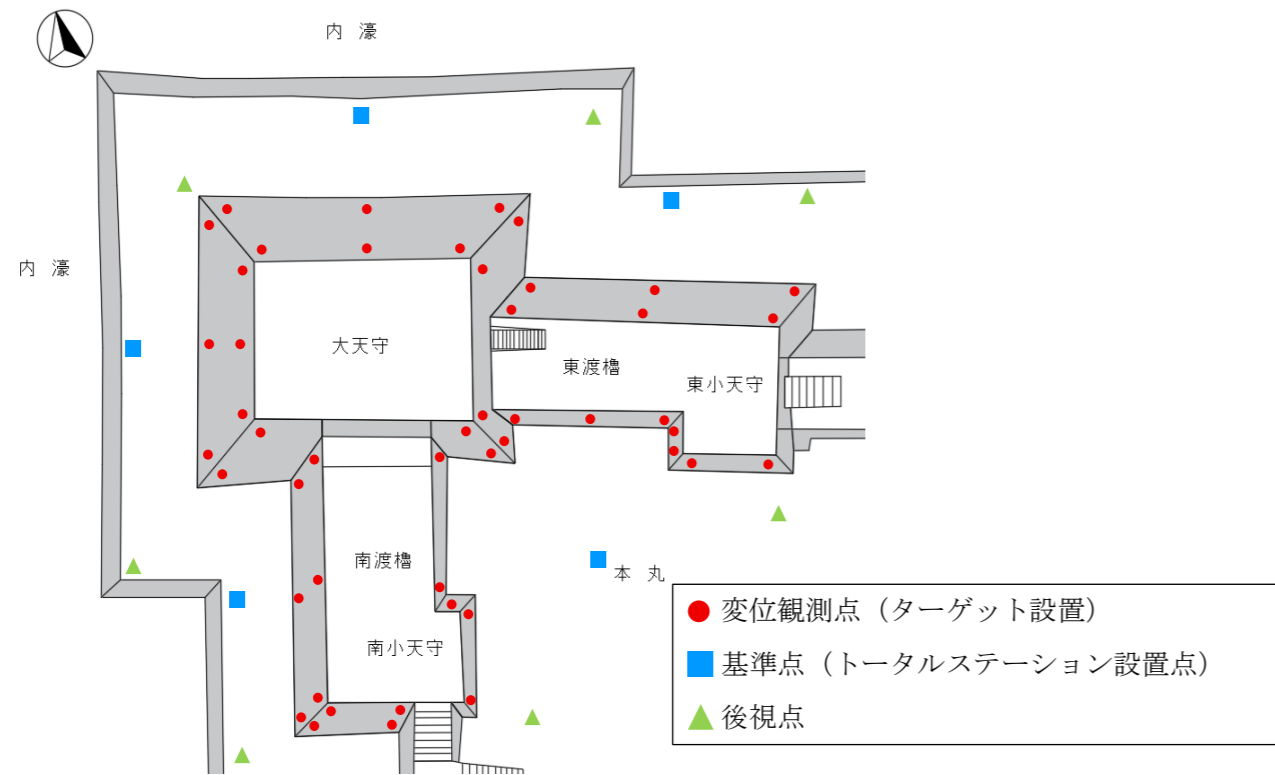 内 濠
内 濠
大天守
東渡櫓
東小天守
南渡櫓
本 丸
南小天守
変位観測点（ターゲット設置）
基準点（トータルステーション設置点）
後視点